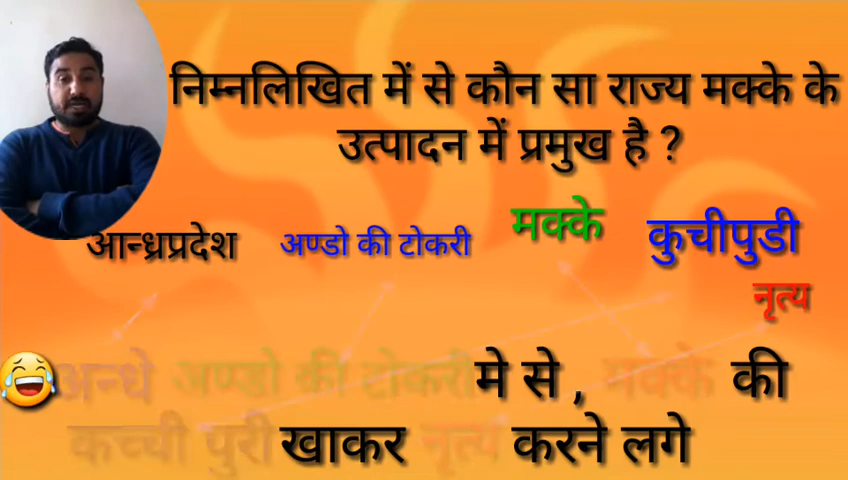 निम्नलिखित में से कौन सा राज्य मक्के के
उत्पादन में प्रमुख है ?
आन्ध्रप्रदेश अण्डो की टोकरी मक्के कुचीपुडी
नृत्य
अन्धे अण्डो की टोकरी मे से , मक्के की
कच्ची पुरी खाकर नृत्य करने लगे